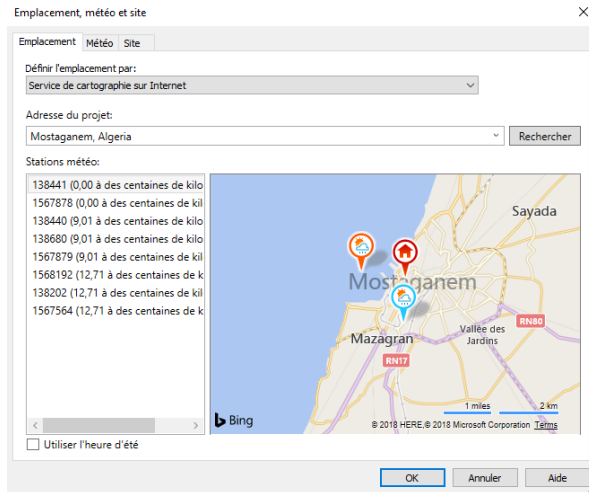 Emplacement, météo et site
Emplacement Météo Site
Définir l'emplacement par:
Service de cartographie sur Internet
Adresse du projet:
Mostaganem, Algeria
Rechercher
Stations météo:
138441 (0,00 à des centaines de kilo
1567878 (0,00 à des centaines de kil
138440 (9,01 à des centaines de kilo
138680 (9,01 à des centaines de kilo
1567879 (9,01 à des centaines de kil
1568192 (12,71 à des centaines de k
138202 (12,71 à des centaines de k
1567564 (12,71 à des centaines de k
Sayada
Mostaganem
RN80
Vallée des
Jardins
Mazagran
RN17
1 miles 2 km
Bing
© 2018 HERE,© 2018 Microsoft Corporation Terms
Utiliser l'heure d'été
OK Annuler Aide